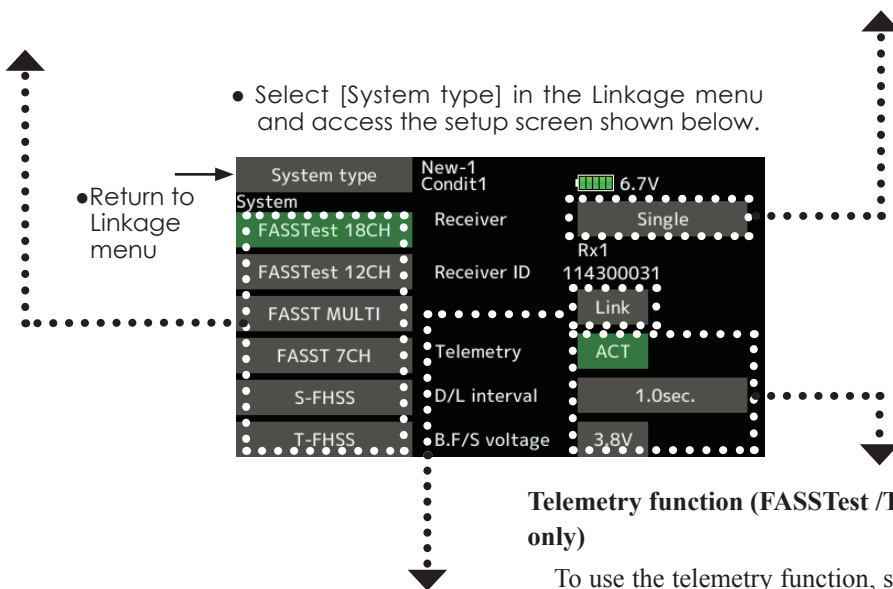 ● Select [System type] in the Linkage menu
and access the setup screen shown below.
●Return to
Linkage
menu
System type
New-1
Condit1
6.7V
System
FASSTest 18CH
Receiver
Single
Rx1
FASSTest 12CH
Receiver ID
114300031
FASST MULTI
Link
FASST 7CH
Telemetry
ACT
S-FHSS
D/L interval
1.0sec.
T-FHSS
B.F/S voltage
3.8V
Telemetry function (FASSTest /T
only)
To use the telemetry function, s